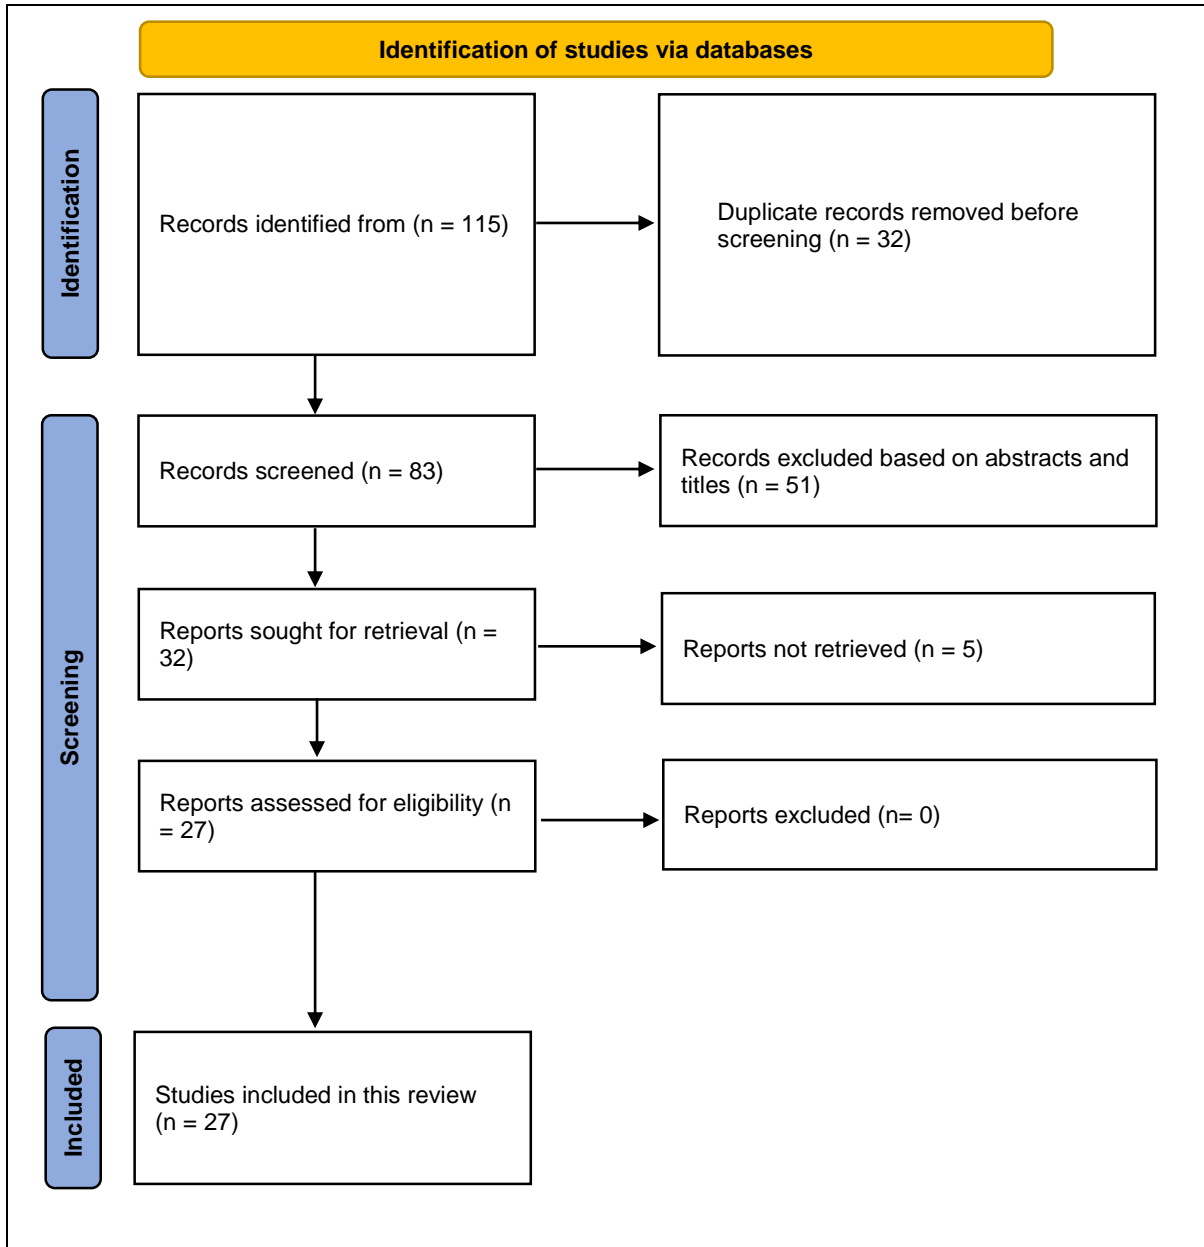 Identification of studies via databases
Identification
Records identified from (n = 115)
Duplicate records removed before
screening (n = 32)
Screening
Records screened (n = 83)
Records excluded based on abstracts and
titles (n = 51)
Reports sought for retrieval (n =
32)
Reports not retrieved (n = 5)
Reports assessed for eligibility (n
= 27)
Reports excluded (n= 0)
Included
Studies included in this review
(n = 27)